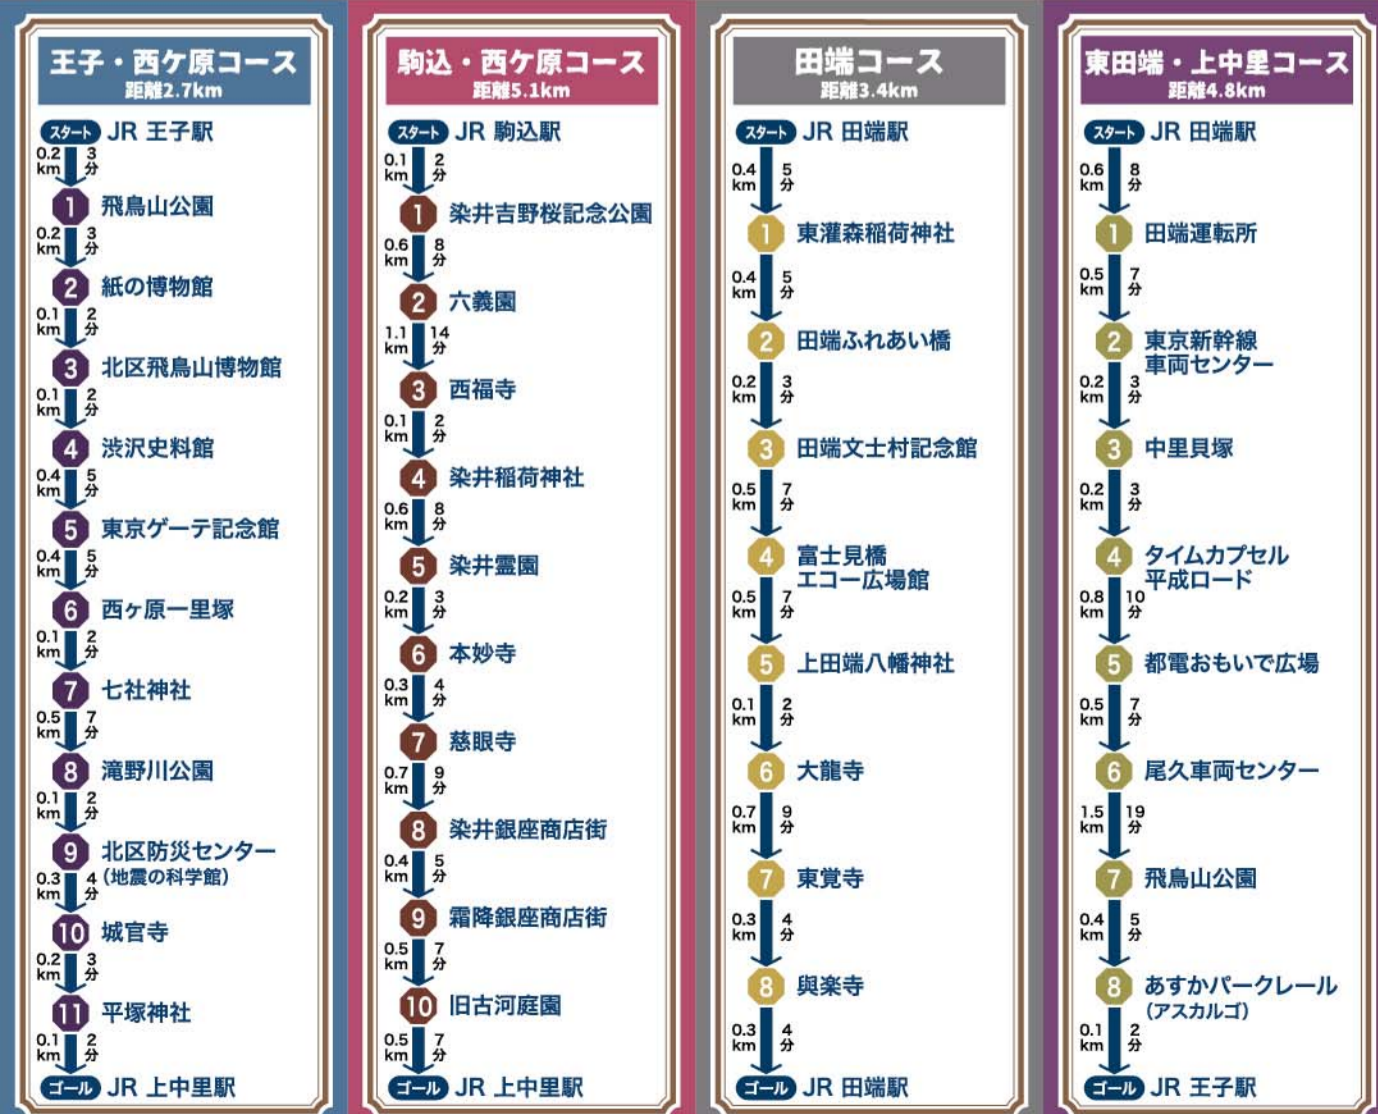 王子・西ケ原コース
距離2.7km
スタート JR 王子駅
0.2 km 3 分
1 飛鳥山公園
0.2 km 3 分
2 紙の博物館
0.1 km 2 分
3 北区飛鳥山博物館
0.1 km 2 分
4 渋沢史料館
0.4 km 5 分
5 東京ゲーテ記念館
0.4 km 5 分
6 西ヶ原一里塚
0.1 km 2 分
7 七社神社
0.5 km 7 分
8 滝野川公園
0.1 km 2 分
9 北区防災センター
(地震の科学館)
0.3 km 4 分
10 城官寺
0.2 km 3 分
11 平塚神社
0.1 km 2 分
ゴール JR 上中里駅
駒込・西ケ原コース
距離5.1km
スタート JR 駒込駅
0.1 km 2 分
1 染井吉野桜記念公園
0.6 km 8 分
2 六義園
1.1 km 14 分
3 西福寺
0.1 km 2 分
4 染井稲荷神社
0.6 km 8 分
5 染井霊園
0.2 km 3 分
6 本妙寺
0.3 km 4 分
7 慈眼寺
0.7 km 9 分
8 染井銀座商店街
0.4 km 5 分
9 霜降銀座商店街
0.5 km 7 分
10 旧古河庭園
0.5 km 7 分
ゴール JR 上中里駅
田端コース
距離3.4km
スタート JR 田端駅
0.4 km 5 分
1 東灌森稲荷神社
0.4 km 5 分
2 田端ふれあい橋
0.2 km 3 分
3 田端文士村記念館
0.5 km 7 分
4 富士見橋
エコー広場館
0.5 km 7 分
5 上田端八幡神社
0.1 km 2 分
6 大龍寺
0.7 km 9 分
7 東覚寺
0.3 km 4 分
8 與楽寺
0.3 km 4 分
ゴール JR 田端駅
東田端・上中里コース
距離4.8km
スタート JR 田端駅
0.6 km 8 分
1 田端運転所
0.5 km 7 分
2 東京新幹線
車両センター
0.2 km 3 分
3 中里貝塚
0.2 km 3 分
4 タイムカプセル
平成ロード
0.8 km 10 分
5 都電おもいで広場
0.5 km 7 分
6 尾久車両センター
1.5 km 19 分
7 飛鳥山公園
0.4 km 5 分
8 あすかパークレール
(アスカルゴ)
0.1 km 2 分
ゴール JR 王子駅